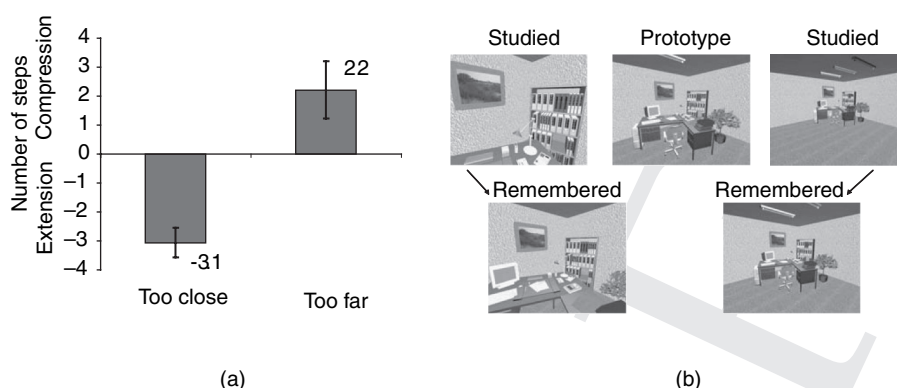 Number of steps
Extension Compression
4
3
2
1
0
−1
−2
−3
−4
22
-31
Too close
Too far
(a)
Studied
Prototype
Studied
Remembered
Remembered
(b)